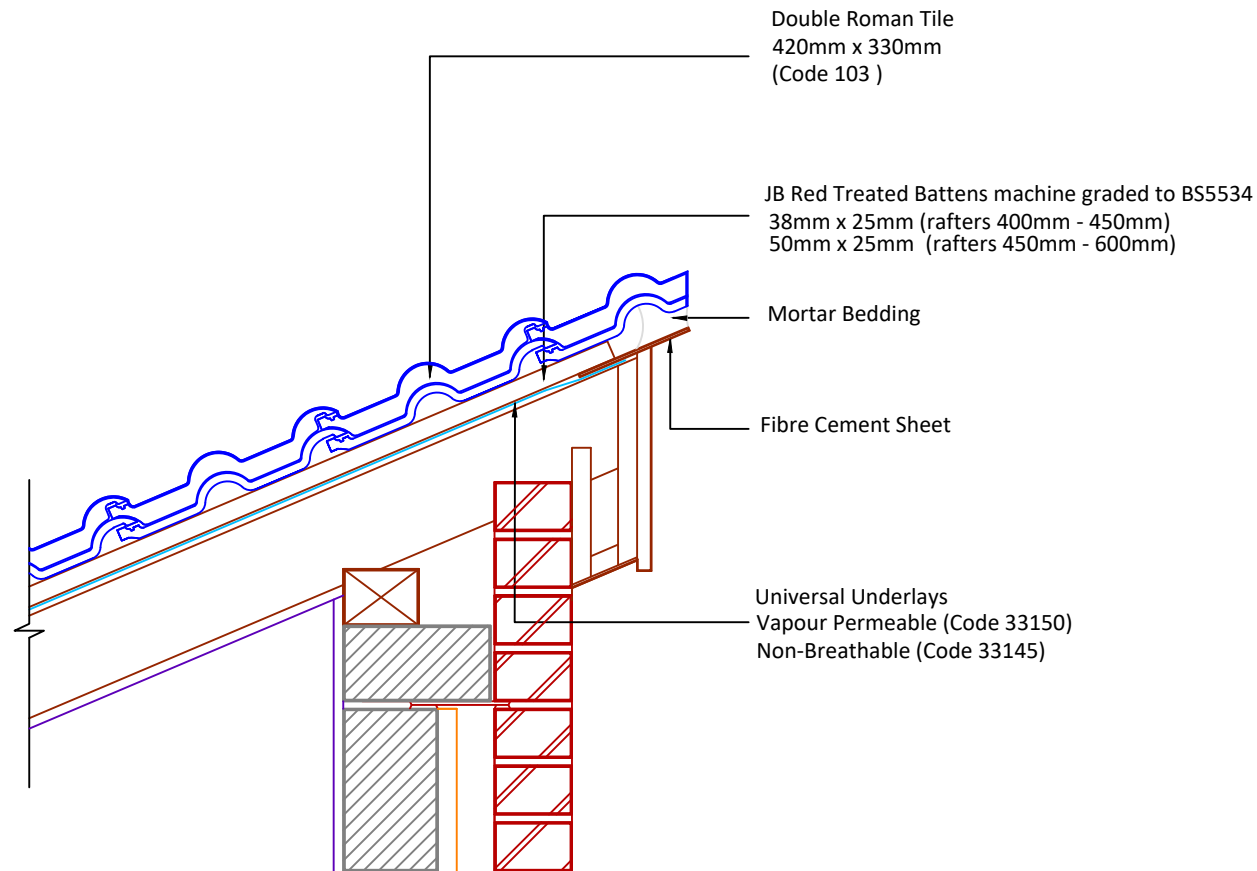 Double Roman Tile
420mm x 330mm
(Code 103 )
JB Red Treated Battens machine graded to BS5534
38mm x 25mm (rafters 400mm - 450mm)
50mm x 25mm (rafters 450mm - 600mm)
Mortar Bedding
Fibre Cement Sheet
Universal Underlays
Vapour Permeable (Code 33150)
Non-Breathable (Code 33145)